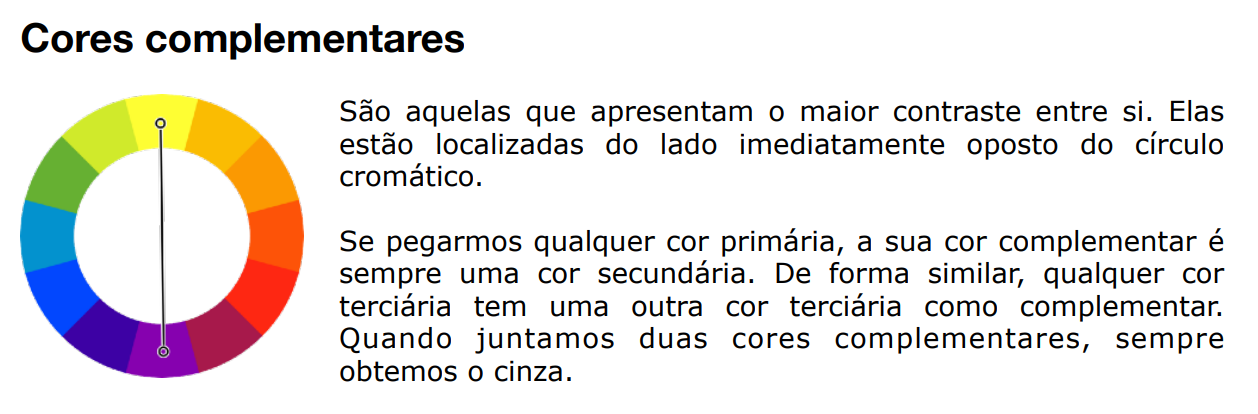 Cores complementares
São aquelas que apresentam o maior contraste entre si. Elas
estão localizadas do lado imediatamente oposto do círculo
cromático.
Se pegarmos qualquer cor primária, a sua cor complementar é
sempre uma cor secundária. De forma similar, qualquer cor
terciária tem uma outra cor terciária como complementar.
Quando juntamos duas cores complementares, sempre
obtemos o cinza.